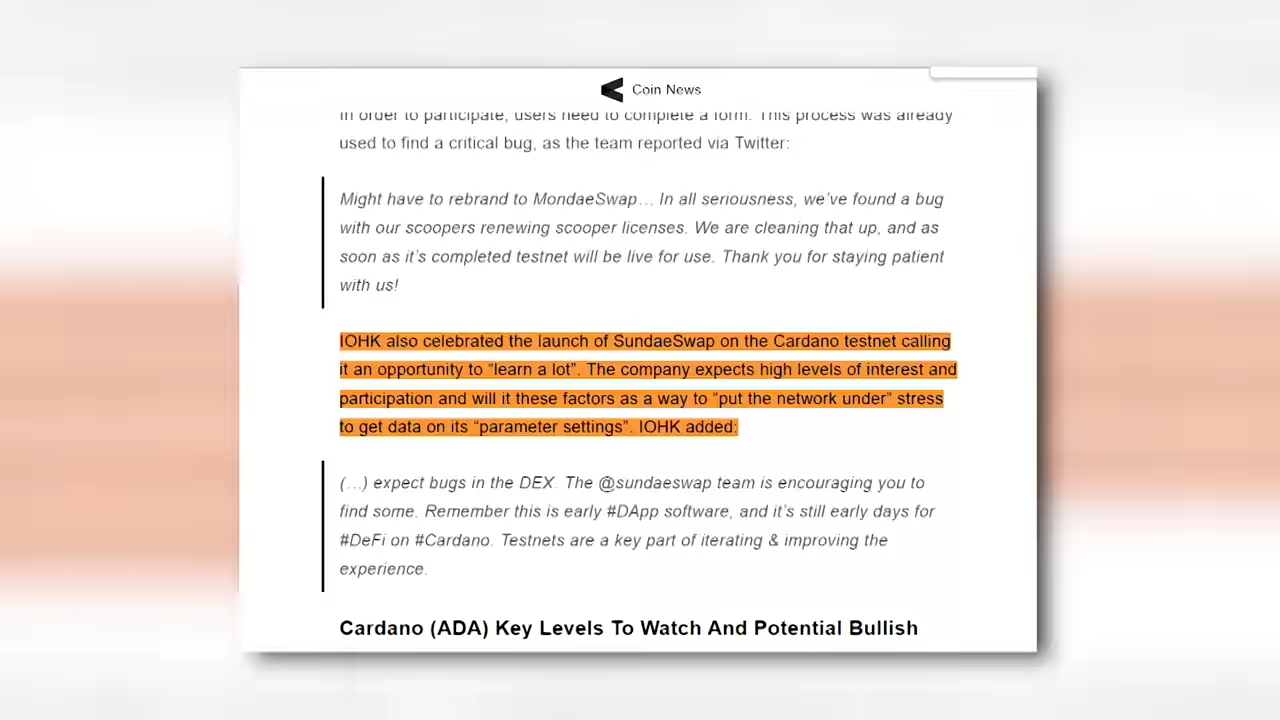 Coin News
In order to participate, users need to complete a form. This process was already
used to find a critical bug, as the team reported via Twitter:
Might have to rebrand to MondaeSwap… In all seriousness, we’ve found a bug
with our scoopers renewing scooper licenses. We are cleaning that up, and as
soon as it’s completed testnet will be live for use. Thank you for staying patient
with us!
IOHK also celebrated the launch of SundaeSwap on the Cardano testnet calling
it an opportunity to “learn a lot”. The company expects high levels of interest and
participation and will it these factors as a way to “put the network under” stress
to get data on its “parameter settings”. IOHK added:
(…) expect bugs in the DEX. The @sundaeswap team is encouraging you to
find some. Remember this is early #DApp software, and it’s still early days for
#DeFi on #Cardano. Testnets are a key part of iterating & improving the
experience.
Cardano (ADA) Key Levels To Watch And Potential Bullish